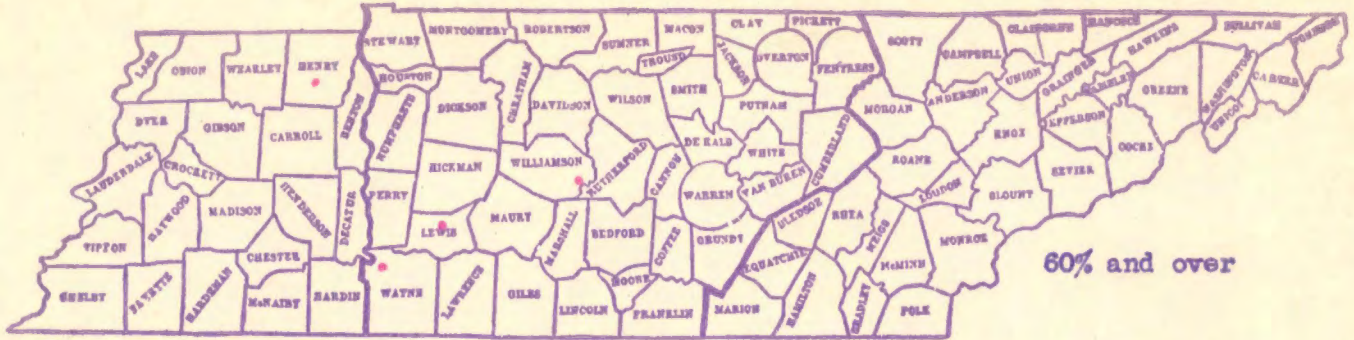 LAKE
OBION
WEAKLEY
HENRY
STEWART
MONTGOMERY
ROBERTSON
SUMNER
MACON
TROUSD
CLAY
PICKETT
JACKSON
OVERTON
FENTRESS
SCOTT
CAMPBELL
CLAIBORNE
HANCOCK
HAWKINS
SULLIVAN
JOHNSON
HOUSTON
DYER
GIBSON
CARROLL
BENTON
HUMPHREYS
DICKSON
CHEATHAM
DAVIDSON
WILSON
SMITH
PUTNAM
MORGAN
ANDERSON
UNION
GRAINGER
HAMBLEN
GREENE
WASHINGTON
UNICOI
CARTER
LAUDERDALE
CROCKETT
HICKMAN
WILLIAMSON
RUTHERFORD
CANNON
DE KALB
WHITE
CUMBERLAND
ROANE
KNOX
JEFFERSON
COCKE
HAYWOOD
MADISON
HENDERSON
DECATUR
PERRY
LEWIS
MAURY
MARSHALL
BEDFORD
WARREN
VAN BUREN
BLEDSOE
RHEA
LOUDON
BLOUNT
SEVIER
TIPTON
CHESTER
COFFEE
GRUNDY
SEQUATCHIE
MEIGS
McMINN
MONROE
60% and over
SHELBY
FAYETTE
HARDEMAN
McNAIRY
HARDIN
WAYNE
LAWRENCE
GILES
LINCOLN
MOORE
FRANKLIN
MARION
HAMILTON
BRADLEY
POLK